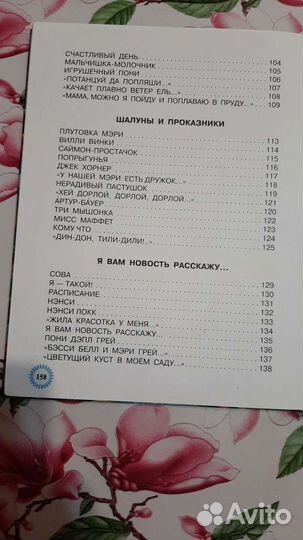 СЧАСТЛИВЫЙ ДЕНЬ 104
МАЛЬЧИШКА-МОЛОЧНИК 105
ИГРУШЕЧНЫЙ ПОНИ 106
«ПОТАНЦУЙ ДА ПОПЛЯШИ...» 107
«КАЧАЕТ ПЛАВНО ВЕТЕР ЕЛЬ... 108
«МАМА, МОЖНО Я ПОЙДУ И ПОПЛАВАЮ В ПРУДУ...» 109
ШАЛУНЫ И ПРОКАЗНИКИ
ПЛУТОВКА МЭРИ 113
ВИЛЛИ ВИНКИ 114
САЙМОН-ПРОСТАЧОК 115
ПОПРЫГУНЬЯ 116
ДЖЕК ХОРНЕР 117
«У НАШЕЙ МЭРИ ЕСТЬ ДРУЖОК...» 118
НЕРАДИВЫЙ ПАСТУШОК 119
«ХЕЙ ДОРЛОЙ, ДОРЛОЙ, ДОРЛОЙ...» 120
АРТУР-БАУЕР 121
ТРИ МЫШОНКА 122
МИСС МАФФЕТ 123
КОМУ ЧТО 124
«ДИН-ДОН, ТИЛИ-ДИЛИ!..» 125
Я ВАМ НОВОСТЬ РАССКАЖУ...
СОВА 129
Я — ТАКОЙ! 130
РАСПИСАНИЕ 131
НЭНСИ 132
НЭНСИ ЛОКК 133
«ЖИЛА КРАСОТКА У МЕНЯ...» 134
Я ВАМ НОВОСТЬ РАССКАЖУ... 135
ПОНИ ДЭПЛ ГРЕЙ 136
«БЭССИ БЕЛЛ И МЭРИ ГРЕЙ...» 137
«ЦВЕТУЩИЙ КУСТ В МОЕМ САДУ...» 138
158
Avito